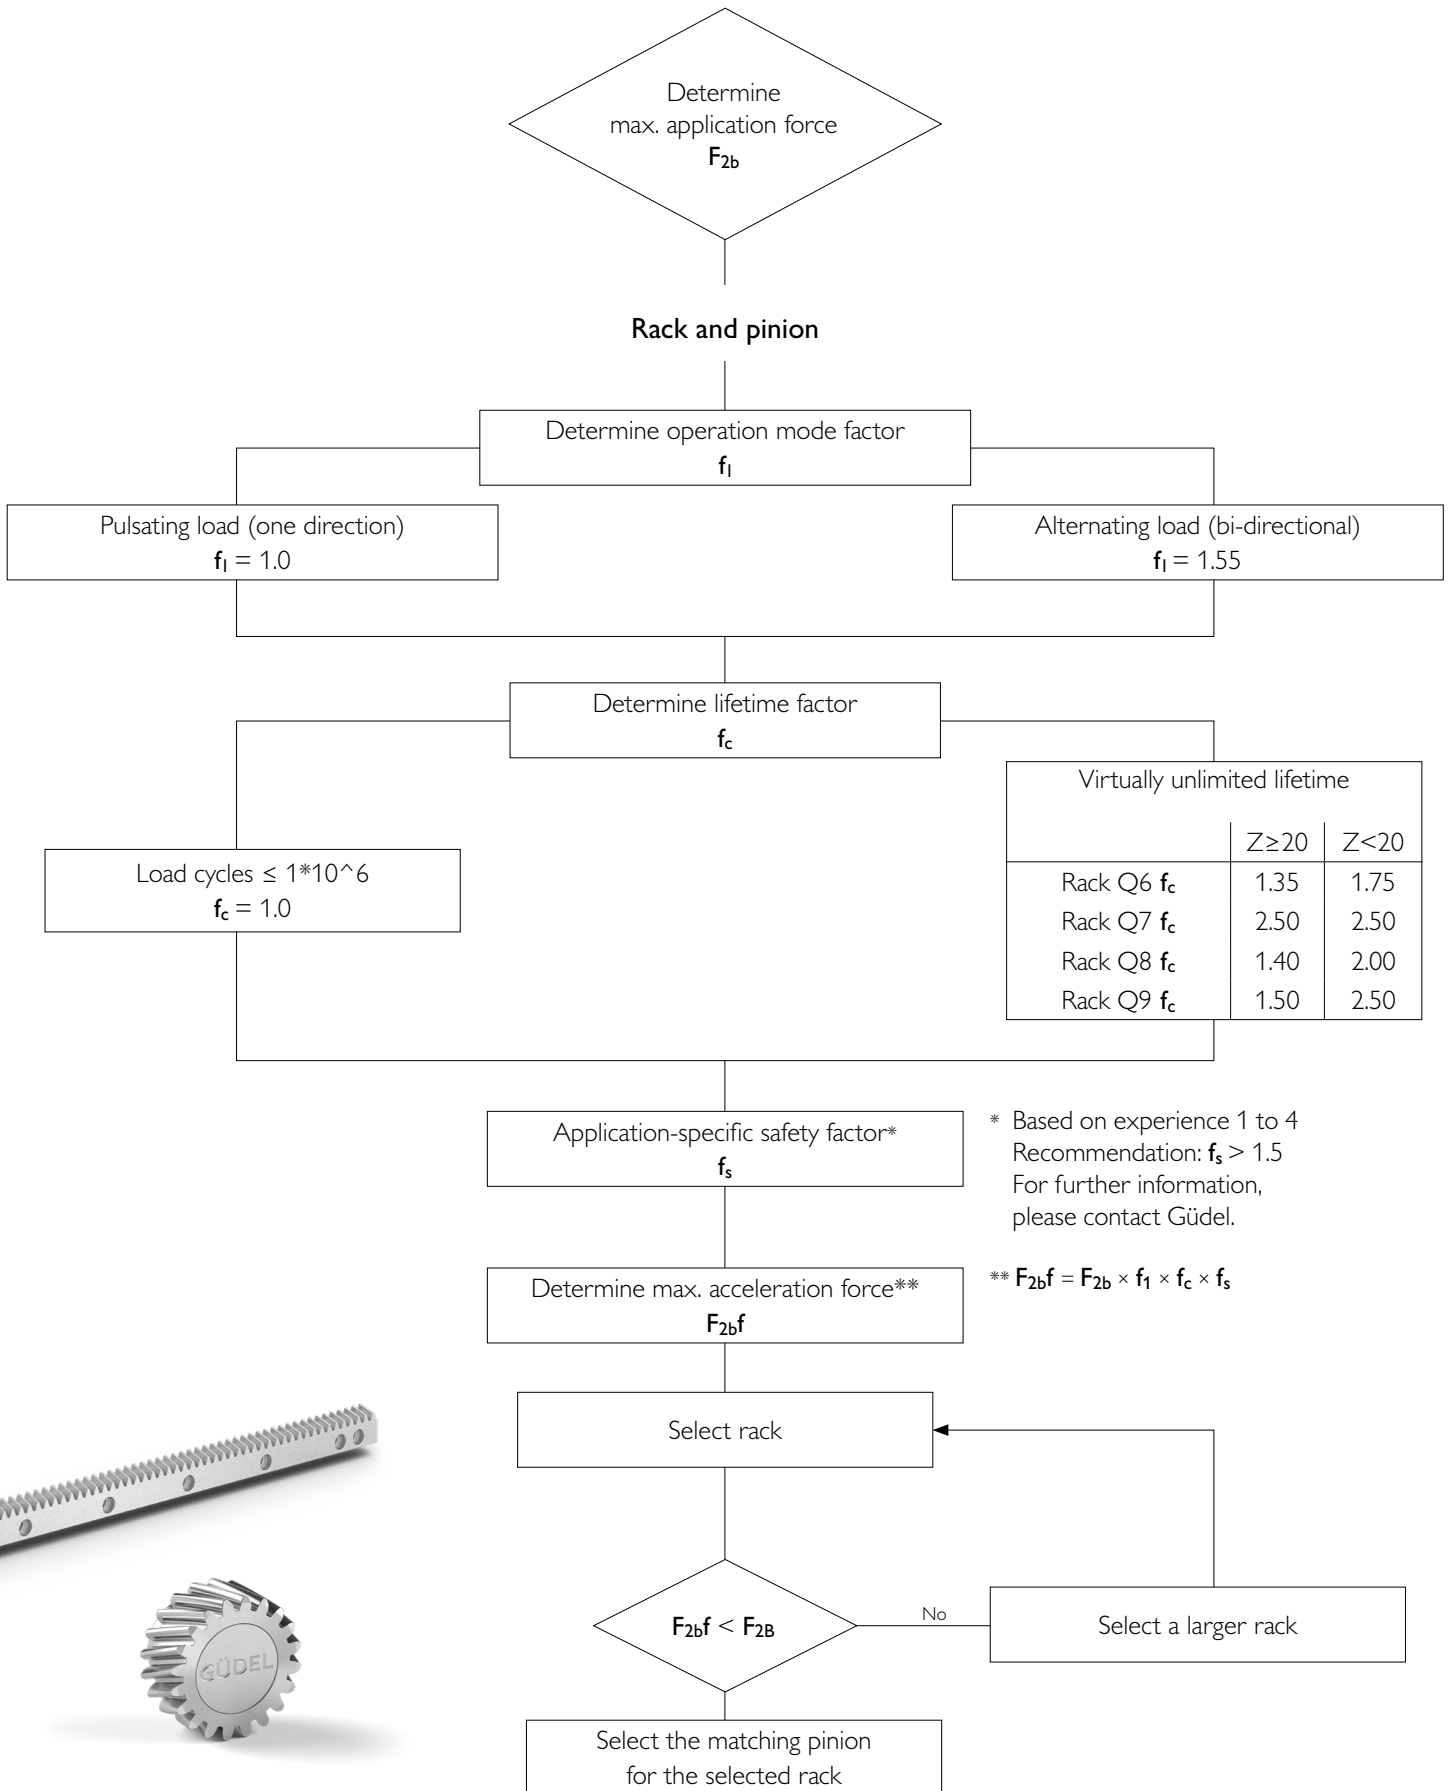 Determine
max. application force
F2b
Rack and pinion
Determine operation mode factor
fI
Pulsating load (one direction)
fI = 1.0
Alternating load (bi-directional)
fI = 1.55
Determine lifetime factor
fc
Virtually unlimited lifetime
Z≥20 Z<20
Rack Q6 fc 1.35 1.75
Rack Q7 fc 2.50 2.50
Rack Q8 fc 1.40 2.00
Rack Q9 fc 1.50 2.50
Load cycles ≤ 1*10^6
fc = 1.0
Application-specific safety factor*
fs
* Based on experience 1 to 4
Recommendation: fs > 1.5
For further information,
please contact Güdel.
Determine max. acceleration force**
F2bf
** F2bf = F2b × f1 × fc × fs
Select rack
F2bf < F2B
No
Select a larger rack
GÜDEL
Select the matching pinion
for the selected rack